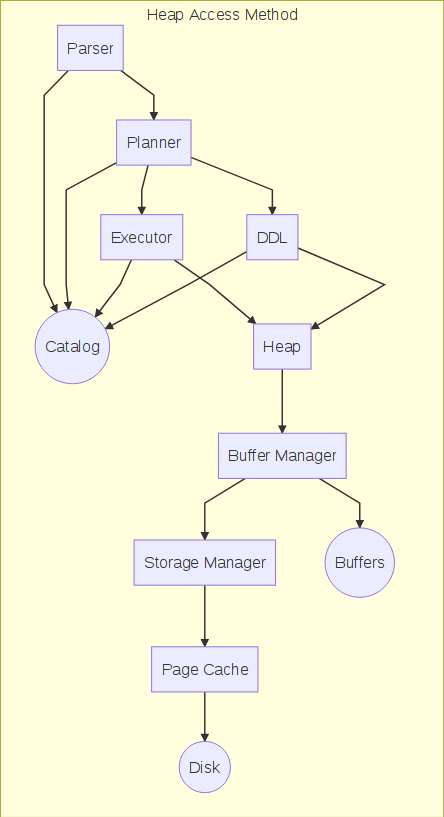 Heap Access Method
Parser
Planner
Executor
DDL
Catalog
Heap
Buffer Manager
Storage Manager
Buffers
Page Cache
Disk